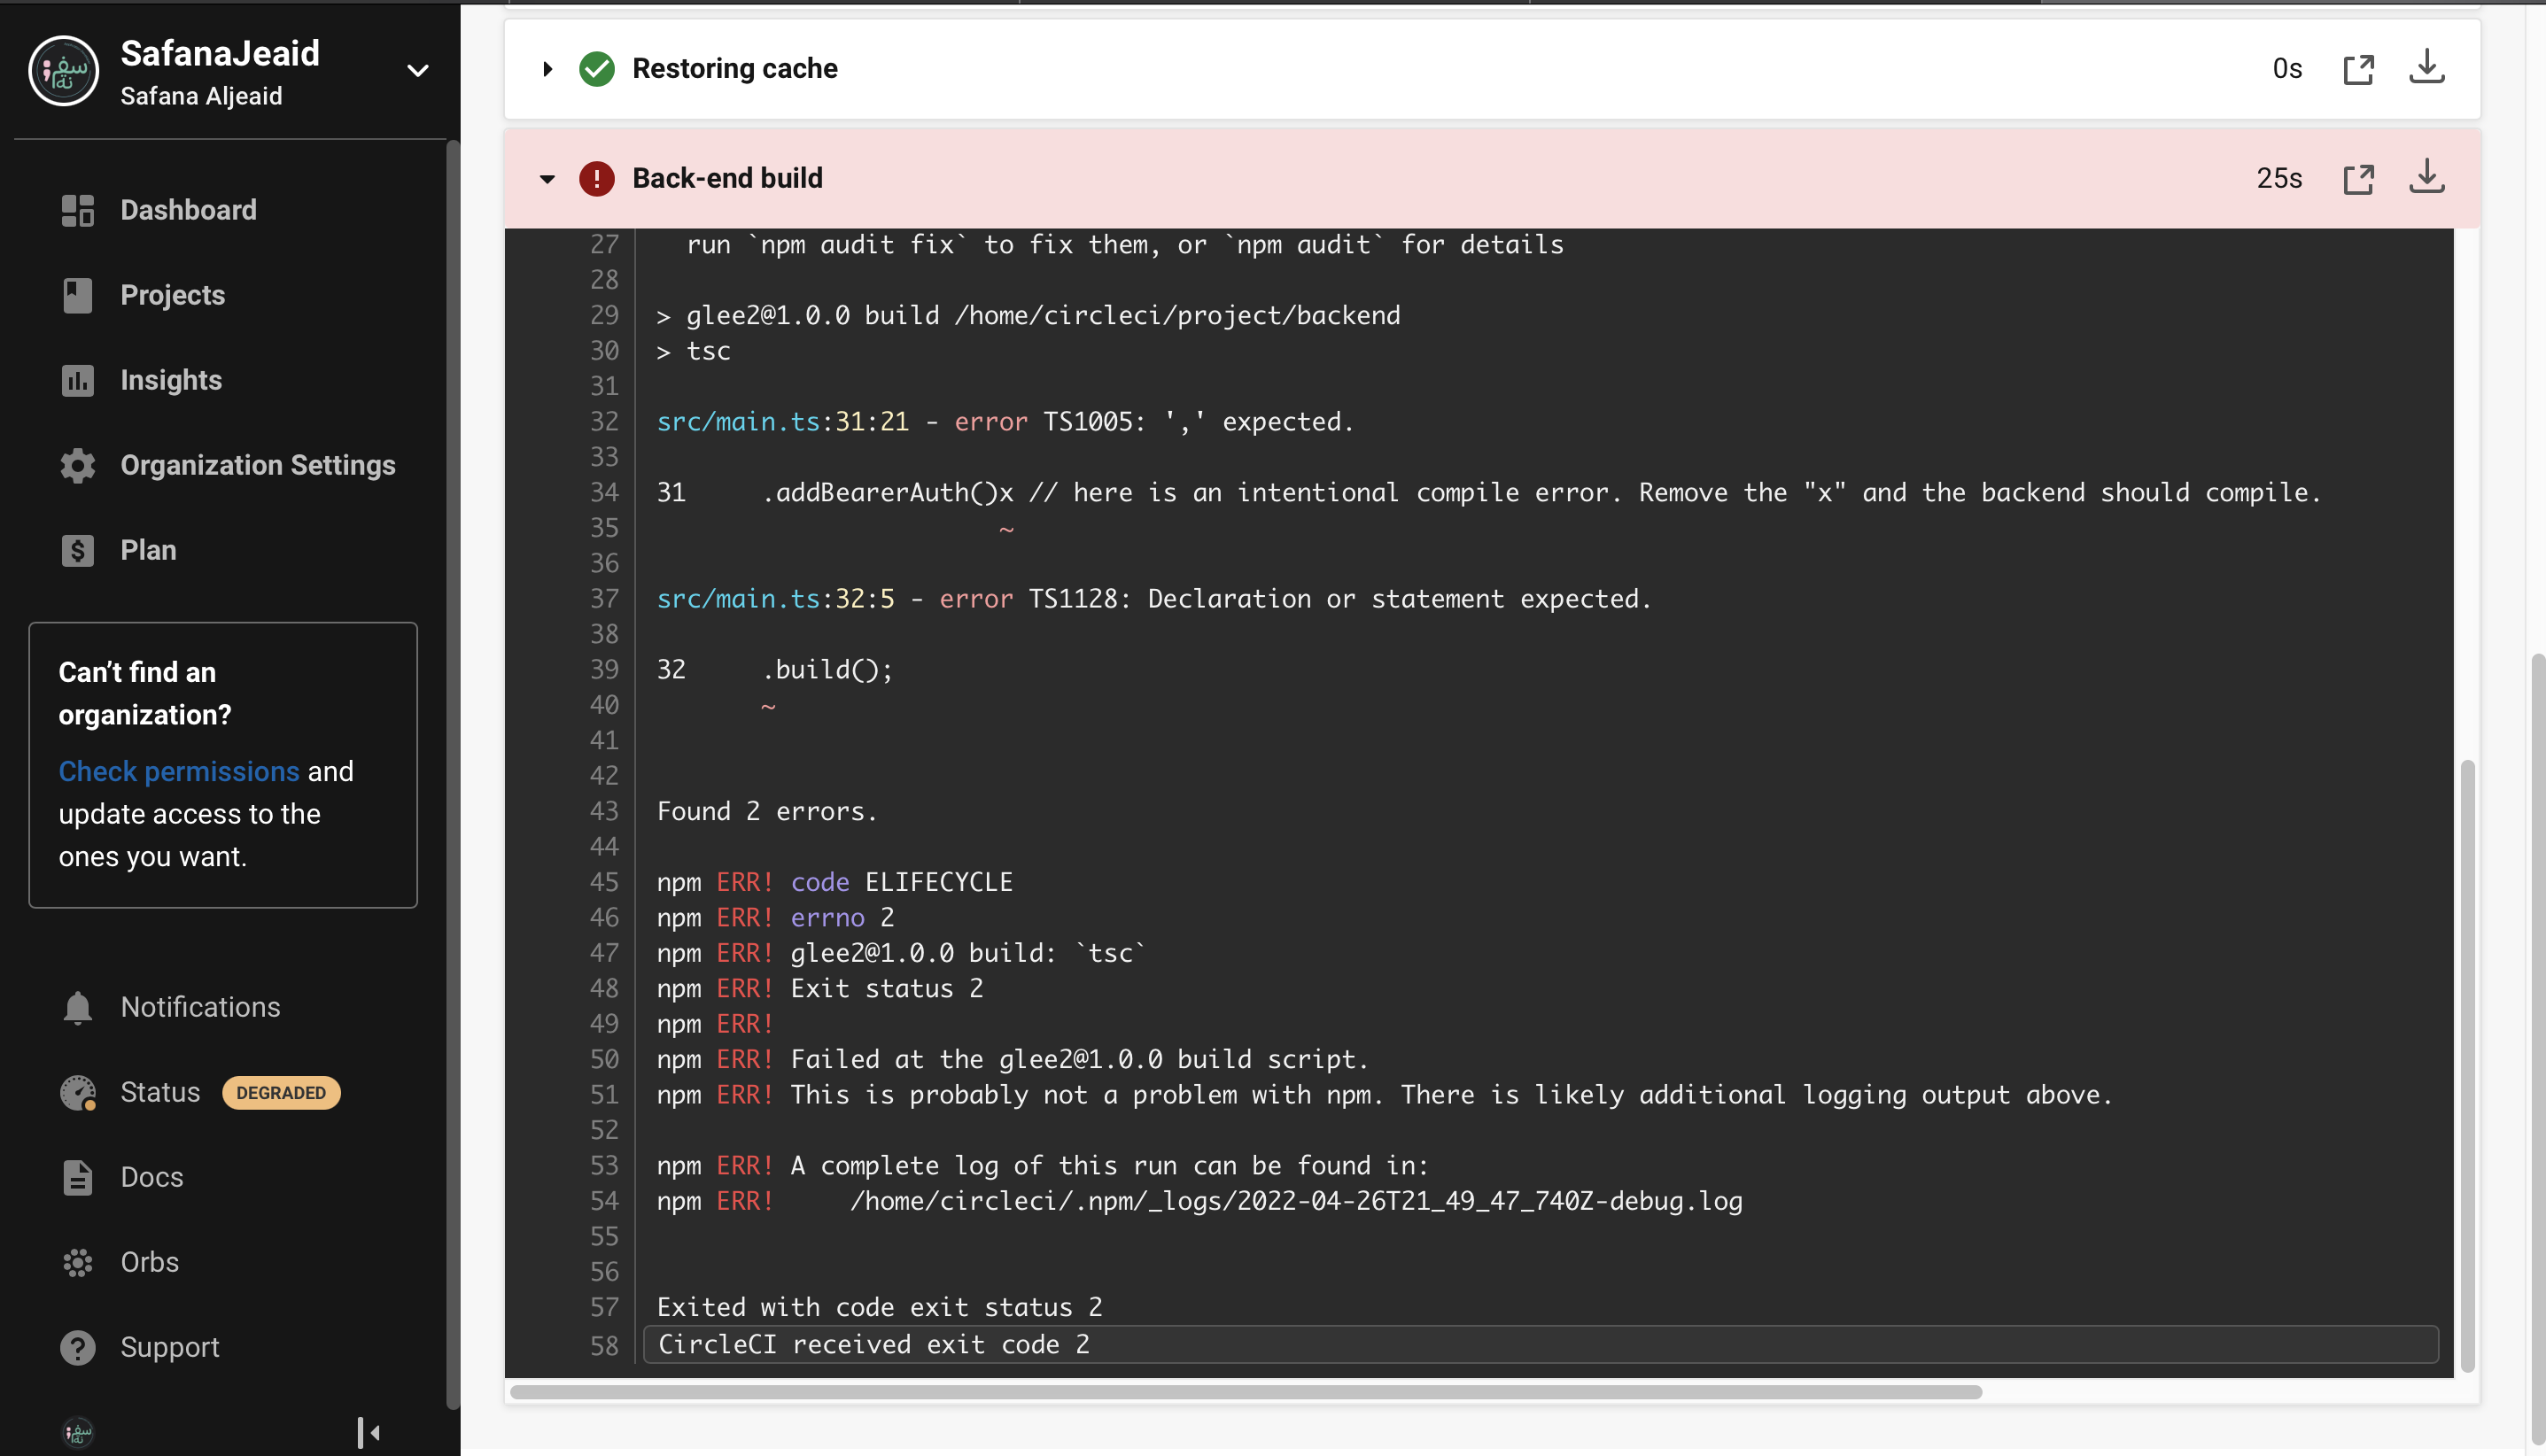 SafanaJeaid
Safana Aljeaid
Dashboard
Projects
Insights
Organization Settings
Plan
Can’t find an
organization?
Check permissions and
update access to the
ones you want.
Notifications
Status DEGRADED
Docs
Orbs
Support
Restoring cache 0s
Back-end build 25s
27 run `npm audit fix` to fix them, or `npm audit` for details
28
29 > glee2@1.0.0 build /home/circleci/project/backend
30 > tsc
31
32 src/main.ts:31:21 - error TS1005: ',' expected.
33
34 31     .addBearerAuth()x // here is an intentional compile error. Remove the "x" and the backend should compile.
35 ~
36
37 src/main.ts:32:5 - error TS1128: Declaration or statement expected.
38
39 32     .build();
40 ~
41
42
43 Found 2 errors.
44
45 npm ERR! code ELIFECYCLE
46 npm ERR! errno 2
47 npm ERR! glee2@1.0.0 build: `tsc`
48 npm ERR! Exit status 2
49 npm ERR!
50 npm ERR! Failed at the glee2@1.0.0 build script.
51 npm ERR! This is probably not a problem with npm. There is likely additional logging output above.
52
53 npm ERR! A complete log of this run can be found in:
54 npm ERR!     /home/circleci/.npm/_logs/2022-04-26T21_49_47_740Z-debug.log
55
56
57 Exited with code exit status 2
58 CircleCI received exit code 2